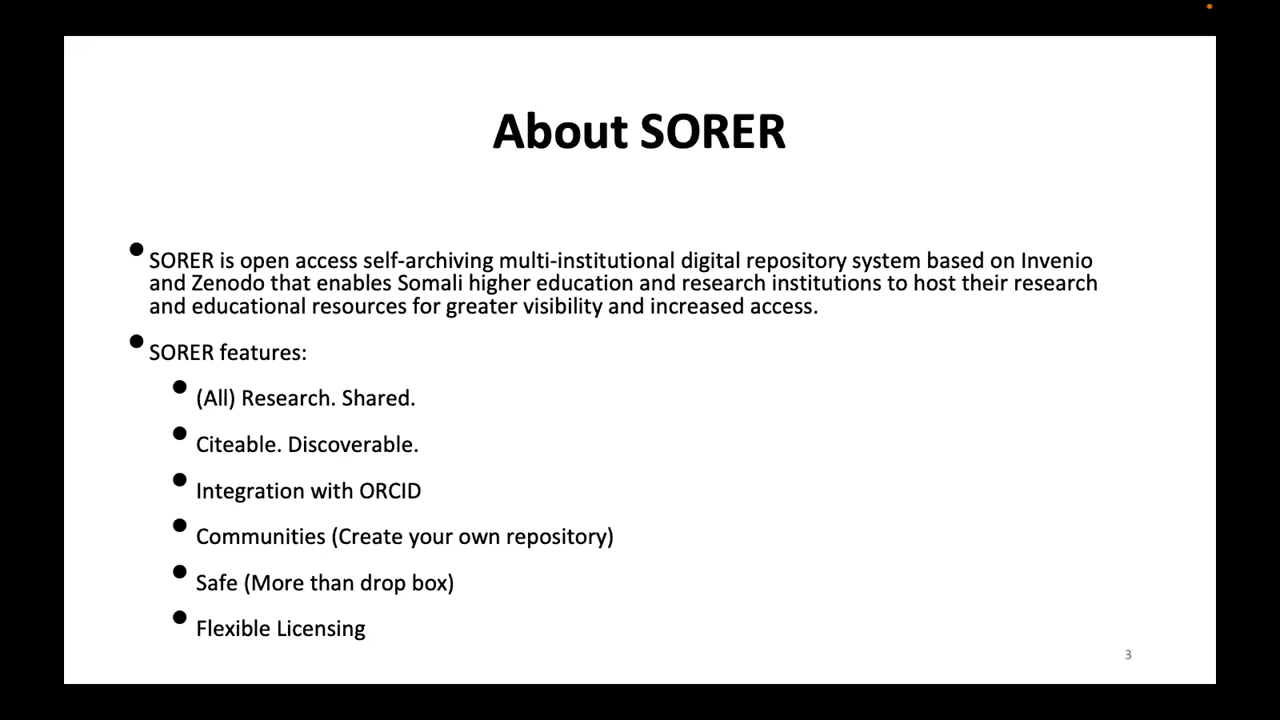 About SORER
• SORER is open access self-archiving multi-institutional digital repository system based on Invenio
and Zenodo that enables Somali higher education and research institutions to host their research
and educational resources for greater visibility and increased access.
• SORER features:
• (All) Research. Shared.
• Citeable. Discoverable.
• Integration with ORCID
• Communities (Create your own repository)
• Safe (More than drop box)
• Flexible Licensing
3